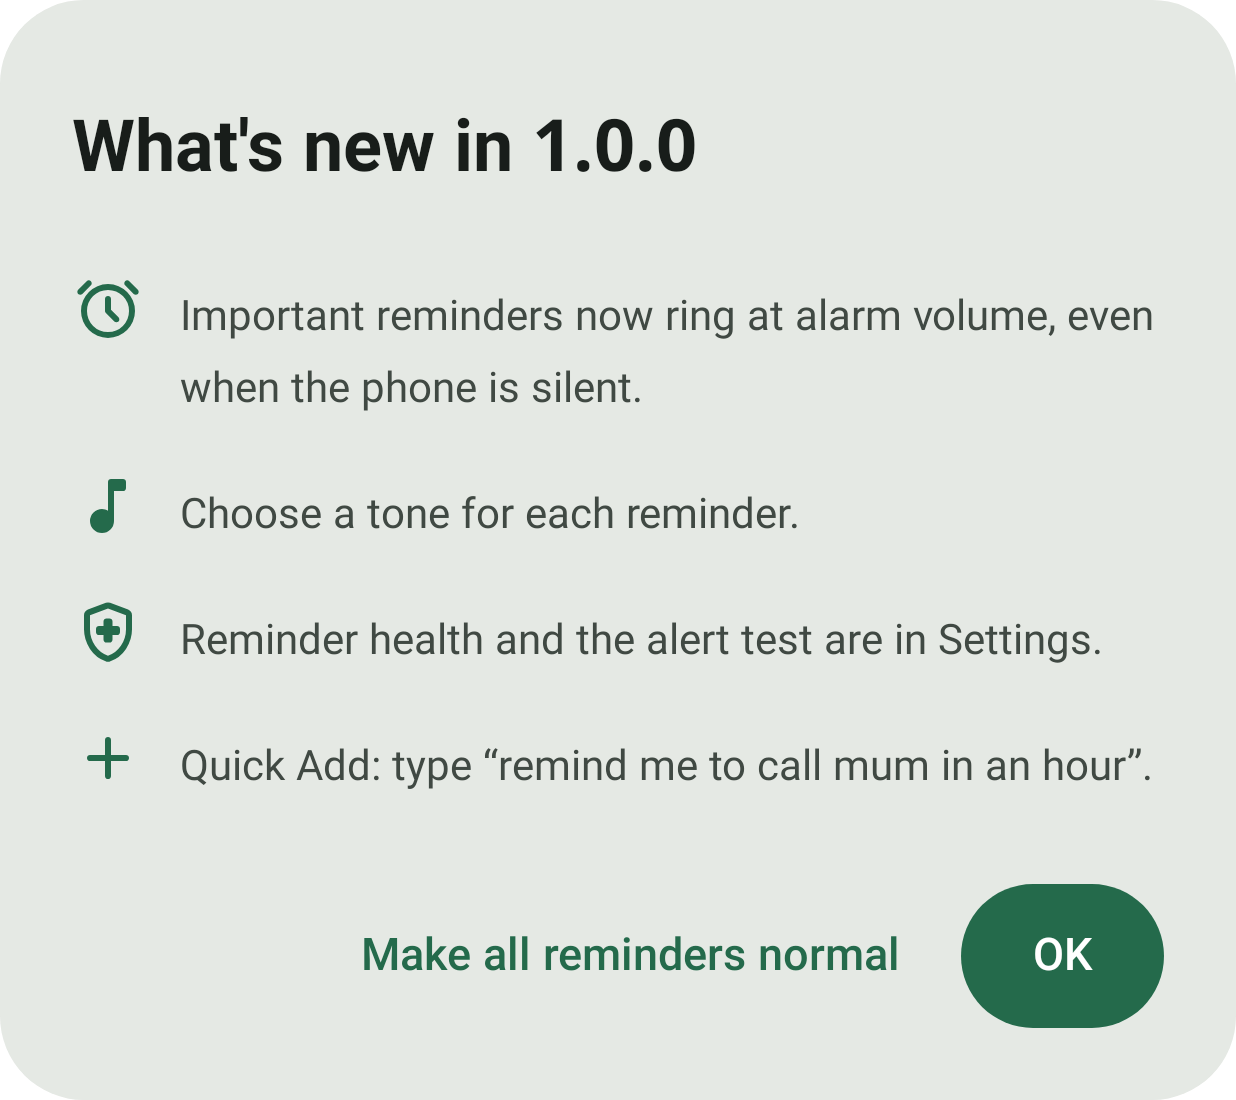 What's new in 1.0.0
Important reminders now ring at alarm volume, even
when the phone is silent.
Choose a tone for each reminder.
Reminder health and the alert test are in Settings.
Quick Add: type “remind me to call mum in an hour”.
Make all reminders normal
OK